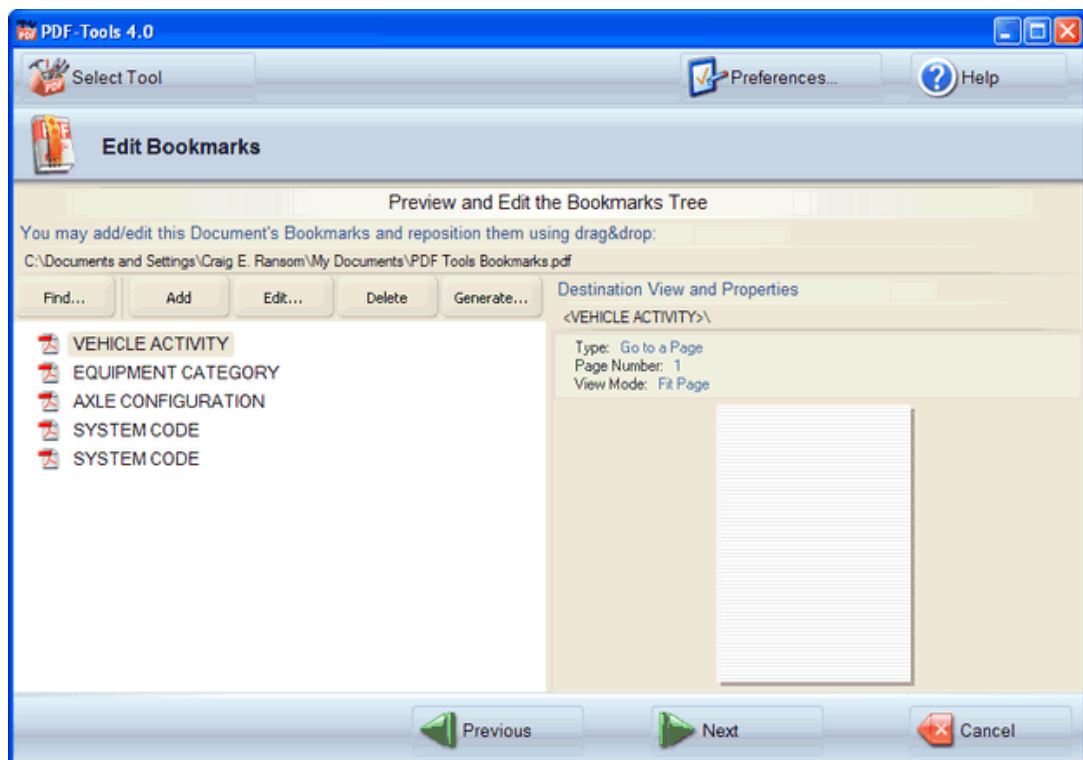 PDF-Tools 4.0
Select Tool
Preferences...
Help
Edit Bookmarks
Preview and Edit the Bookmarks Tree
You may add/edit this Document's Bookmarks and reposition them using drag&drop:
C:\Documents and Settings\Craig E. Ransom\My Documents\PDF Tools Bookmarks.pdf
Find...
Add
Edit...
Delete
Generate...
VEHICLE ACTIVITY
EQUIPMENT CATEGORY
AXLE CONFIGURATION
SYSTEM CODE
SYSTEM CODE
Destination View and Properties
<VEHICLE ACTIVITY>\
Type: Go to a Page
Page Number: 1
View Mode: Fit Page
Previous
Next
Cancel